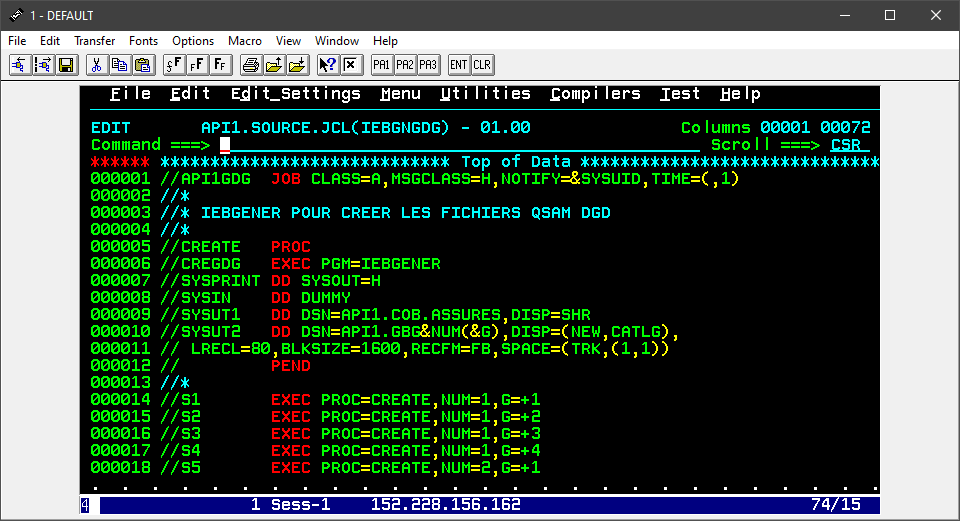 1 - DEFAULT
File Edit Transfer Fonts Options Macro View Window Help
FF FF FF PA1 PA2 PA3 ENT CLR
File Edit Edit_Settings Menu Utilities Compilers Test Help
EDIT API1.SOURCE.JCL(IEBGNGDG) - 01.00 Columns 00001 00072
Command ===> Scroll ===> CSR
****** **************************** Top of Data ******************************
000001 //API1GDG JOB CLASS=A,MSGCLASS=H,NOTIFY=&SYSUID,TIME=(,1)
000002 //*
000003 //* IEBGENER POUR CREER LES FICHIERS QSAM DGD
000004 //*
000005 //CREATE PROC
000006 //CREGDG EXEC PGM=IEBGENER
000007 //SYSPRINT DD SYSOUT=H
000008 //SYSIN DD DUMMY
000009 //SYSUT1 DD DSN=API1.COB.ASSURES,DISP=SHR
000010 //SYSUT2 DD DSN=API1.GBG&NUM(&G),DISP=(NEW,CATLG),
000011 // LRECL=80,BLKSIZE=1600,RECFM=FB,SPACE=(TRK,(1,1))
000012 // PEND
000013 //*
000014 //S1 EXEC PROC=CREATE,NUM=1,G=+1
000015 //S2 EXEC PROC=CREATE,NUM=1,G=+2
000016 //S3 EXEC PROC=CREATE,NUM=1,G=+3
000017 //S4 EXEC PROC=CREATE,NUM=1,G=+4
000018 //S5 EXEC PROC=CREATE,NUM=2,G=+1
. . . . . . . . . . . . . . . . . . . . . . . . . . .
4 1 Sess-1 152.228.156.162 74/15